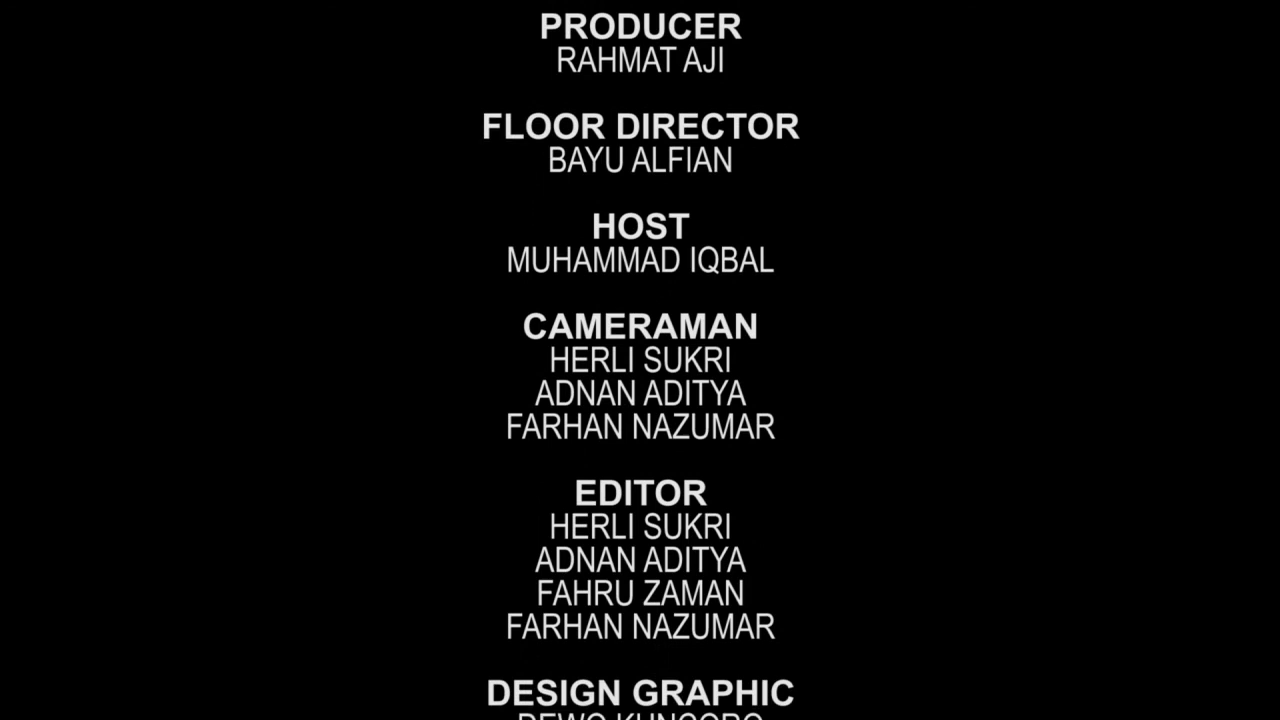 PRODUCER
RAHMAT AJI
FLOOR DIRECTOR
BAYU ALFIAN
HOST
MUHAMMAD IQBAL
CAMERAMAN
HERLI SUKRI
ADNAN ADITYA
FARHAN NAZUMAR
EDITOR
HERLI SUKRI
ADNAN ADITYA
FAHRU ZAMAN
FARHAN NAZUMAR
DESIGN GRAPHIC